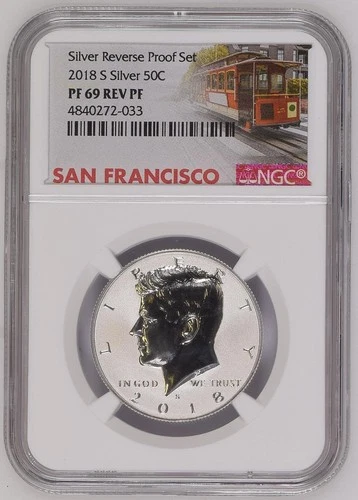 Silver Reverse Proof Set
2018 S Silver 50C
PF 69 REV PF
4840272-033
SAN FRANCISCO
NGC®
LIBERTY
IN GOD WE TRUST
S
2018